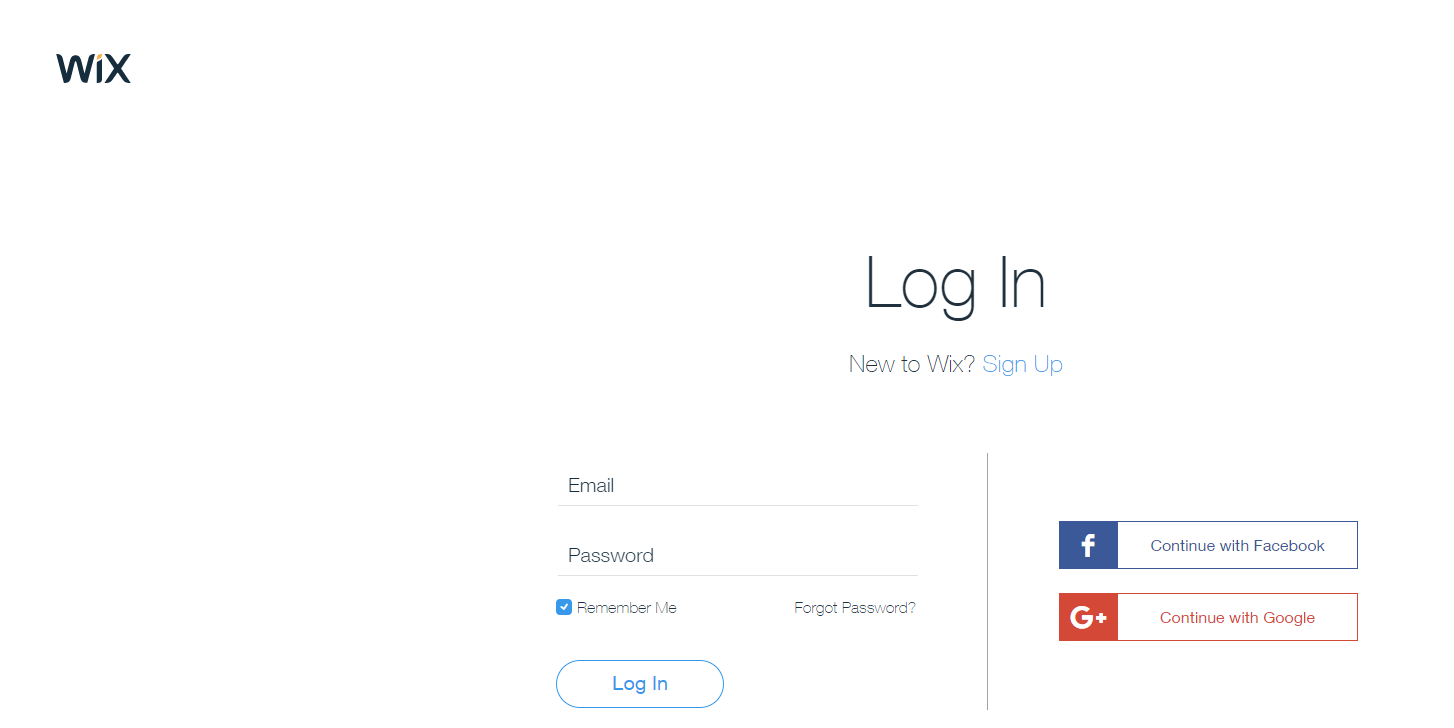 WiX
Log In
New to Wix? Sign Up
Email
Password
Remember Me
Forgot Password?
Log In
f
Continue with Facebook
G+
Continue with Google